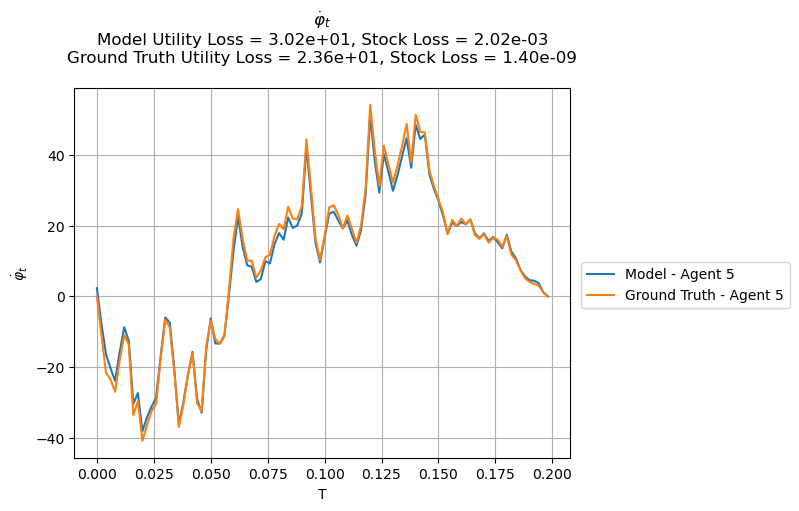 φ̇ₜ
Model Utility Loss = 3.02e+01, Stock Loss = 2.02e-03
Ground Truth Utility Loss = 2.36e+01, Stock Loss = 1.40e-09
φ̇ₜ
40
20
0
−20
−40
0.000 0.025 0.050 0.075 0.100 0.125 0.150 0.175 0.200
T
Model - Agent 5
Ground Truth - Agent 5